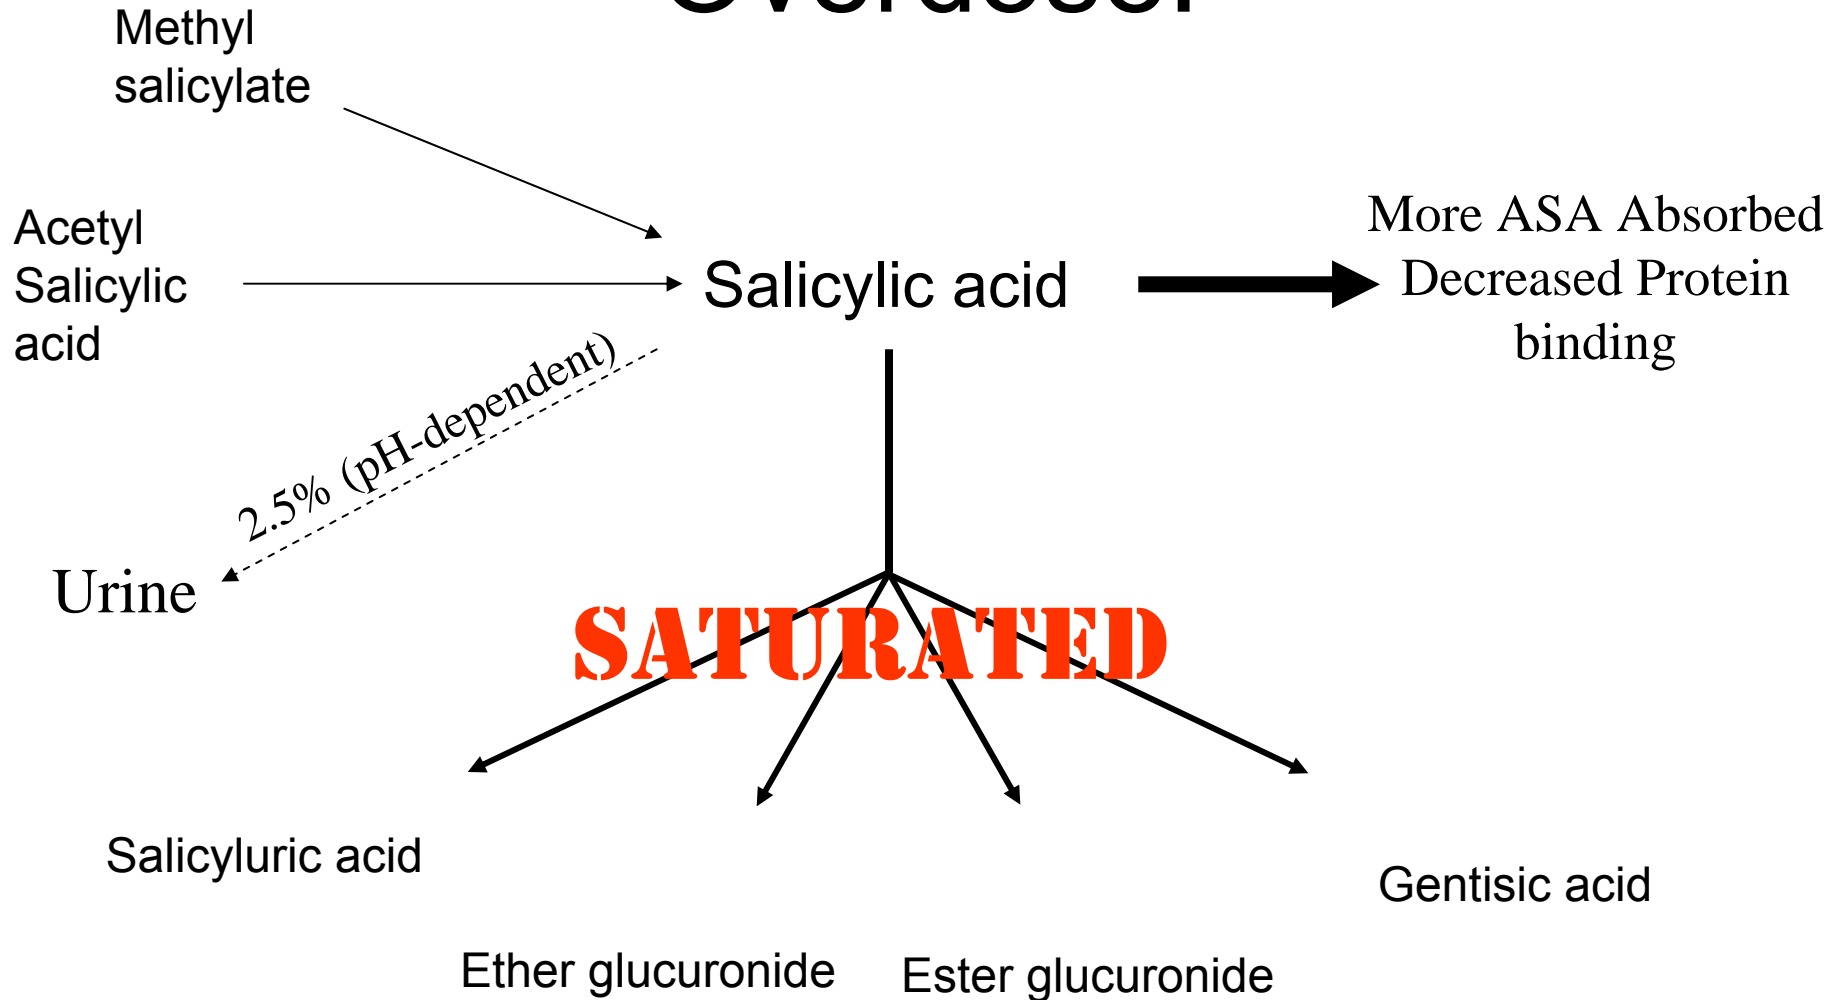 Overdose!
Methyl
salicylate
Acetyl
Salicylic
acid
Salicylic acid
More ASA Absorbed
Decreased Protein
binding
2.5% (pH-dependent)
Urine
SATURATED
Salicyluric acid
Gentisic acid
Ether glucuronide
Ester glucuronide